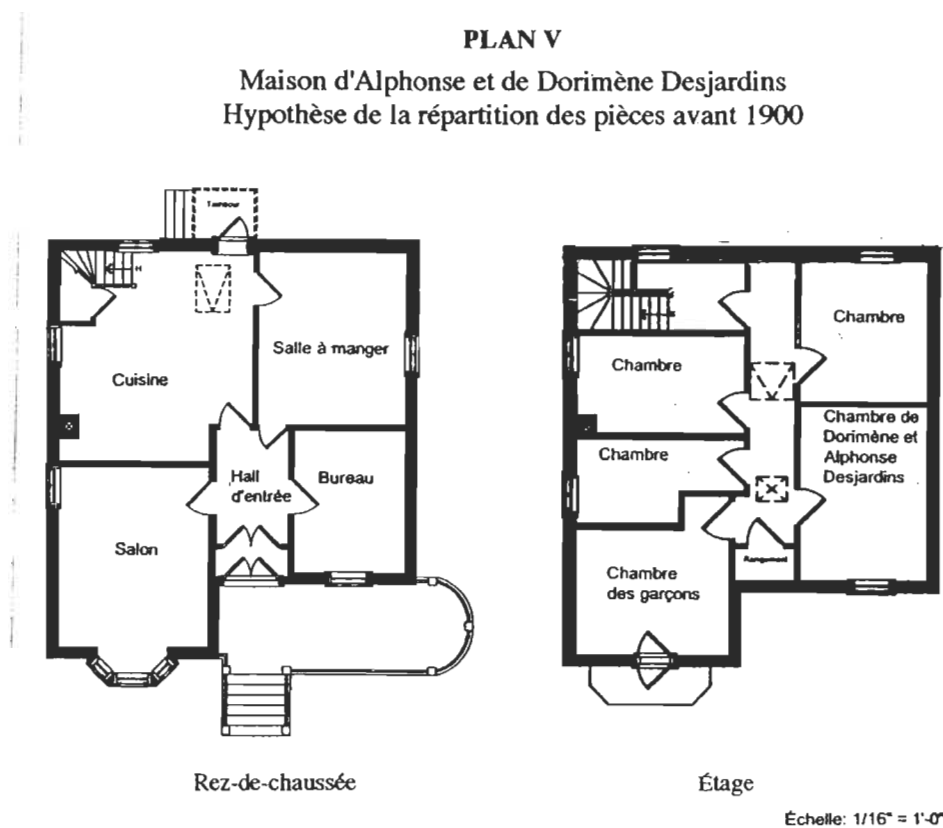 PLAN V
Maison d'Alphonse et de Dorimène Desjardins
Hypothèse de la répartition des pièces avant 1900
Tambour
Salle à manger
Cuisine
Hall
d'entrée
Bureau
Salon
Rez-de-chaussée
Chambre
Chambre
Chambre de
Dorimène et
Alphonse
Desjardins
Chambre
Rangement
Chambre
des garçons
Étage
Échelle: 1/16" = 1'-0"